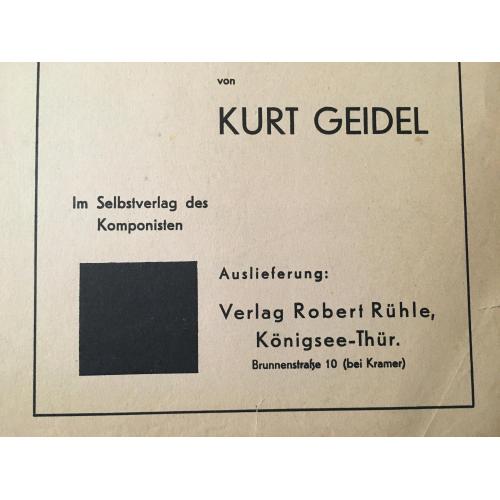 von
KURT GEIDEL
Im Selbstverlag des
Komponisten
Auslieferung:
Verlag Robert Rühle,
Königsee-Thür.
Brunnenstraße 10 (bei Kramer)